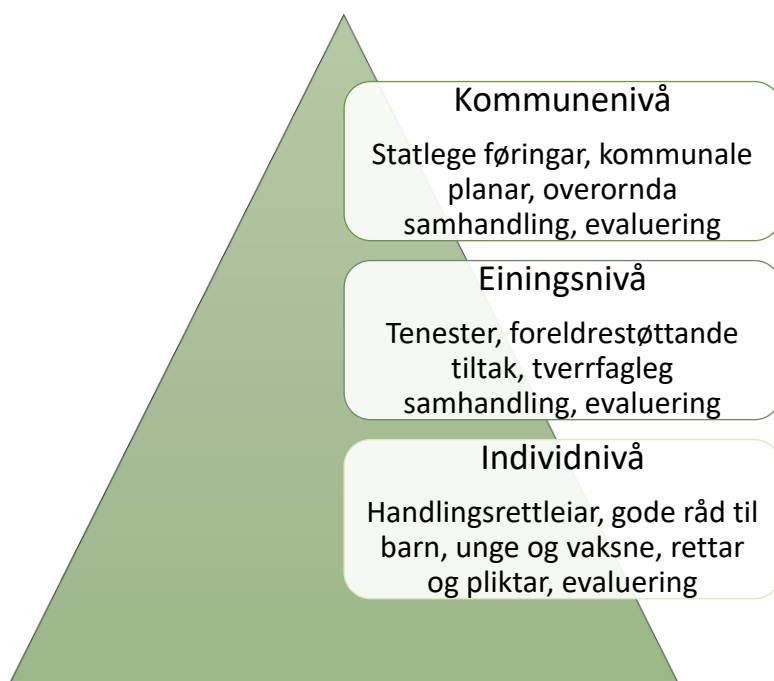 Kommunenivå
Statlege føringar, kommunale
planar, overornda
samhandling, evaluering
Einingsnivå
Tenester, foreldrestøttande
tiltak, tverrfagleg
samhandling, evaluering
Individnivå
Handlingsrettleiar, gode råd til
barn, unge og vaksne, rettar
og pliktar, evaluering